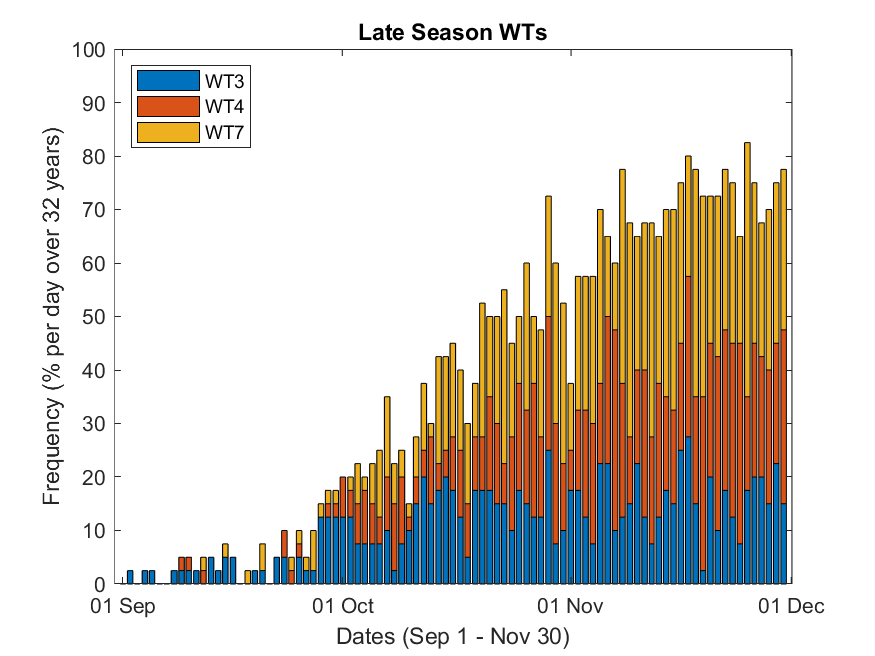 Late Season WTs
Frequency (% per day over 32 years)
100
90
80
70
60
50
40
30
20
10
0
WT3
WT4
WT7
01 Sep
01 Oct
01 Nov
01 Dec
Dates (Sep 1 - Nov 30)